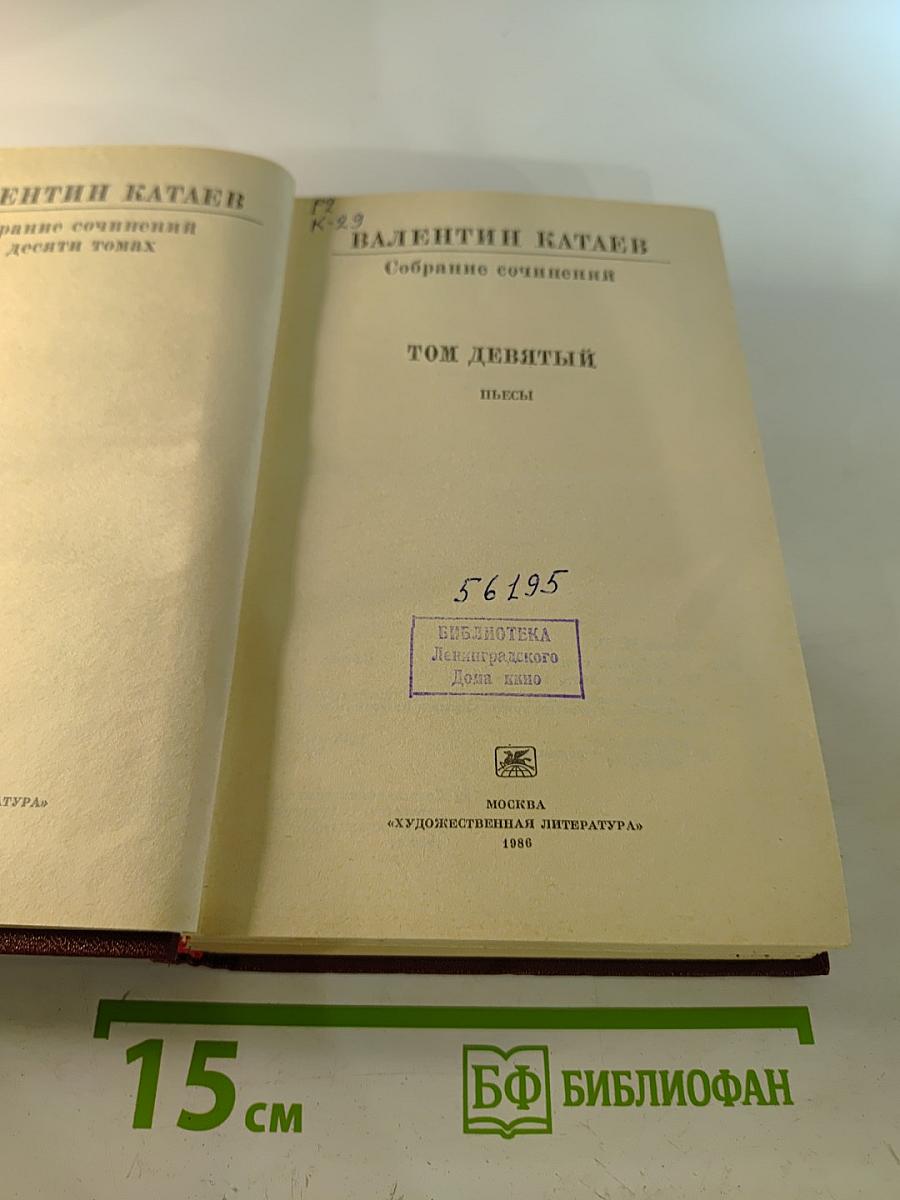 ЕНТИН КАТАЕВ
рание сочинений
десяти томах
АТУРА»
Г2
К-29
ВАЛЕНТИН КАТАЕВ
Собрание сочинений
ТОМ ДЕВЯТЫЙ
ПЬЕСЫ
56195
БИБЛИОТЕКА
Ленинградского
Дома кино
МОСКВА
«ХУДОЖЕСТВЕННАЯ ЛИТЕРАТУРА»
1986
15 см
БФ БИБЛИОФАН